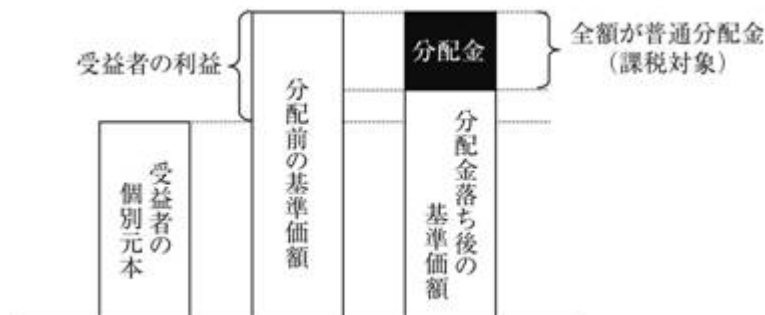 受益者の利益
分配金
全額が普通分配金
（課税対象）
受益者の
個別元本
分配前の基準価額
分配金落ち後の
基準価額